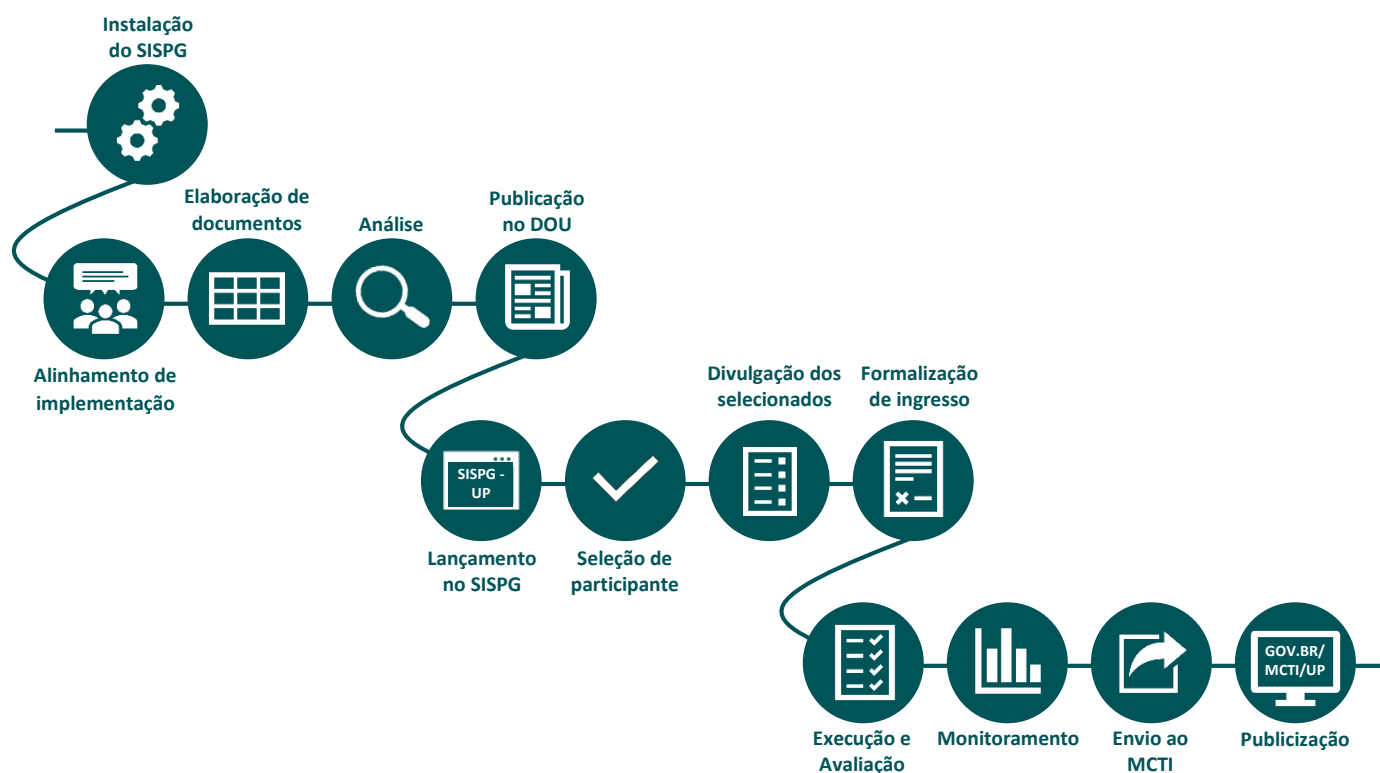 Instalação
do SISPG
Elaboração de
documentos
Análise
Publicação
no DOU
Alinhamento de
implementação
Divulgação dos
selecionados
Formalização
de ingresso
SISPG -
UP
Lançamento
no SISPG
Seleção de
participante
GOV.BR/
MCTI/UP
Execução e
Avaliação
Monitoramento
Envio ao
MCTI
Publicização